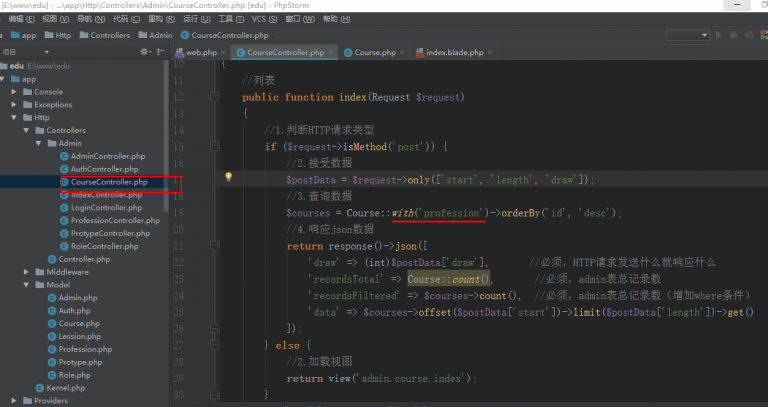 [E:\www\edu] - ...\app\Http\Controllers\Admin\CourseController.php [edu] - PhpStorm
编辑(E) 视图(V) 导航(N) 代码(C) 重构(R) 运行(U) 工具(T) VCS(S) 窗口(W) 帮助(H)
app Http Controllers Admin CourseController.php
项目
web.php CourseController.php Course.php index.blade.php
edu E:\www\edu
app
Console
Exceptions
Http
Controllers
Admin
AdminController.php
AuthController.php
CourseController.php
IndexController.php
LoginController.php
ProfessionController.php
ProtypeController.php
RoleController.php
Controller.php
Middleware
Model
Admin.php
Auth.php
Course.php
Lession.php
Profession.php
Protype.php
Role.php
Kernel.php
Providers
10 {
11 //列表
12 public function index(Request $request)
13 {
14 //1.判断HTTP请求类型
15 if ($request->isMethod('post')) {
16 //2.接受数据
17 $postData = $request->only(['start', 'length', 'draw']);
18 //3.查询数据
19 $courses = Course::with('profession')->orderBy('id', 'desc');
20 //4.响应json数据
21 return response()->json([
22 'draw' => (int)$postData['draw'], //必须，HTTP请求发送什么就响应什么
23 'recordsTotal' => Course::count(), //必须，admin表总记录数
24 'recordsFiltered' => $courses->count(), //必须，admin表总记录数（增加where条件）
25 'data' => $courses->offset($postData['start'])->limit($postData['length'])->get()
26 ]);
27 } else {
28 //2.加载视图
29 return view('admin.course.index');
30 }